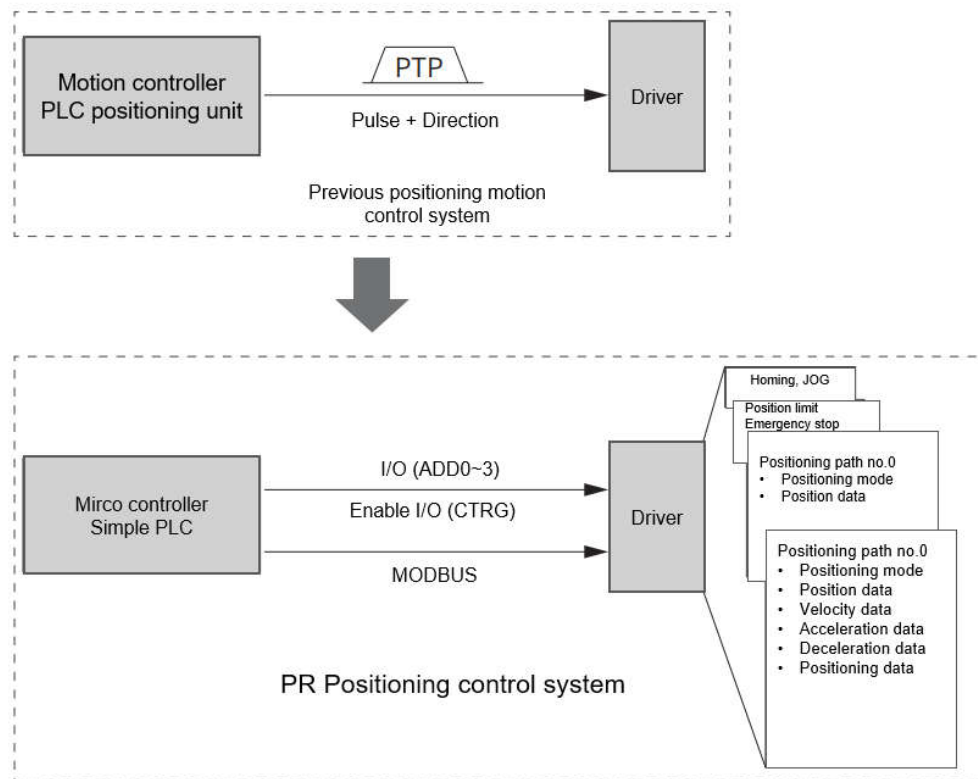 Motion controller
PLC positioning unit
PTP
Pulse + Direction
Driver
Previous positioning motion
control system
Mirco controller
Simple PLC
I/O (ADD0~3)
Enable I/O (CTRG)
MODBUS
Driver
Homing, JOG
Position limit
Emergency stop
Positioning path no.0
• Positioning mode
• Position data
Positioning path no.0
• Positioning mode
• Position data
• Velocity data
• Acceleration data
• Deceleration data
• Positioning data
PR Positioning control system